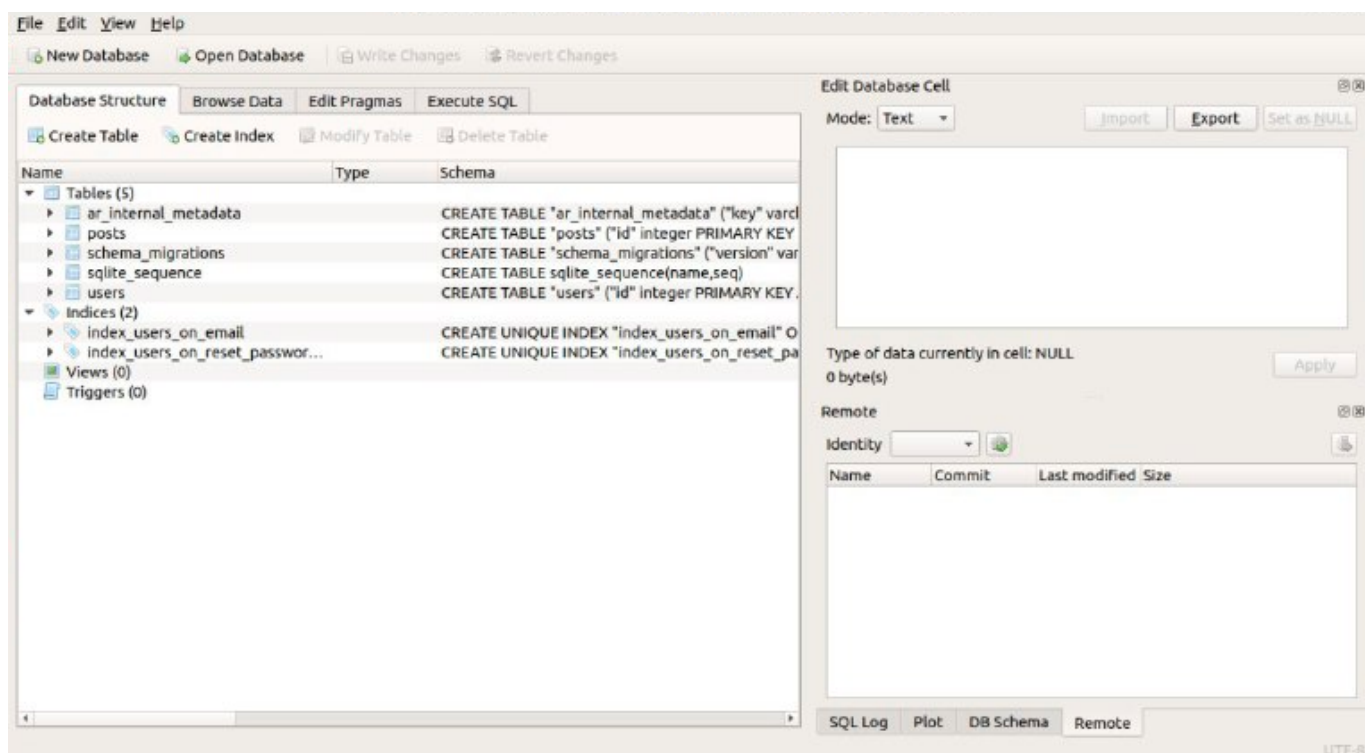 File Edit View Help
New Database Open Database Write Changes Revert Changes
Database Structure Browse Data Edit Pragmas Execute SQL
Create Table Create Index Modify Table Delete Table
Name Type Schema
Tables (5)
ar_internal_metadata CREATE TABLE "ar_internal_metadata" ("key" varcl
posts CREATE TABLE "posts" ("id" integer PRIMARY KEY
schema_migrations CREATE TABLE "schema_migrations" ("version" var
sqlite_sequence CREATE TABLE sqlite_sequence(name,seq)
users CREATE TABLE "users" ("id" integer PRIMARY KEY.
Indices (2)
index_users_on_email CREATE UNIQUE INDEX "index_users_on_email" O
index_users_on_reset_passwor... CREATE UNIQUE INDEX "index_users_on_reset_pa
Views (0)
Triggers (0)
Edit Database Cell
Mode: Text Import Export Set as NULL
Type of data currently in cell: NULL
0 byte(s)
Apply
Remote
Identity
Name Commit Last modified Size
SQL Log Plot DB Schema Remote
UTF-8